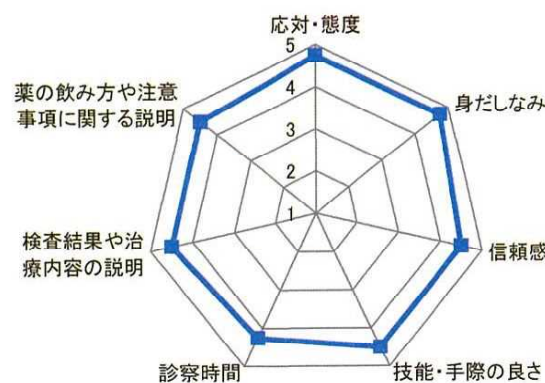 応対・態度
5
4
3
2
1
身だしなみ
信頼感
技能・手際の良さ
診察時間
検査結果や治
療内容の説明
薬の飲み方や注意
事項に関する説明